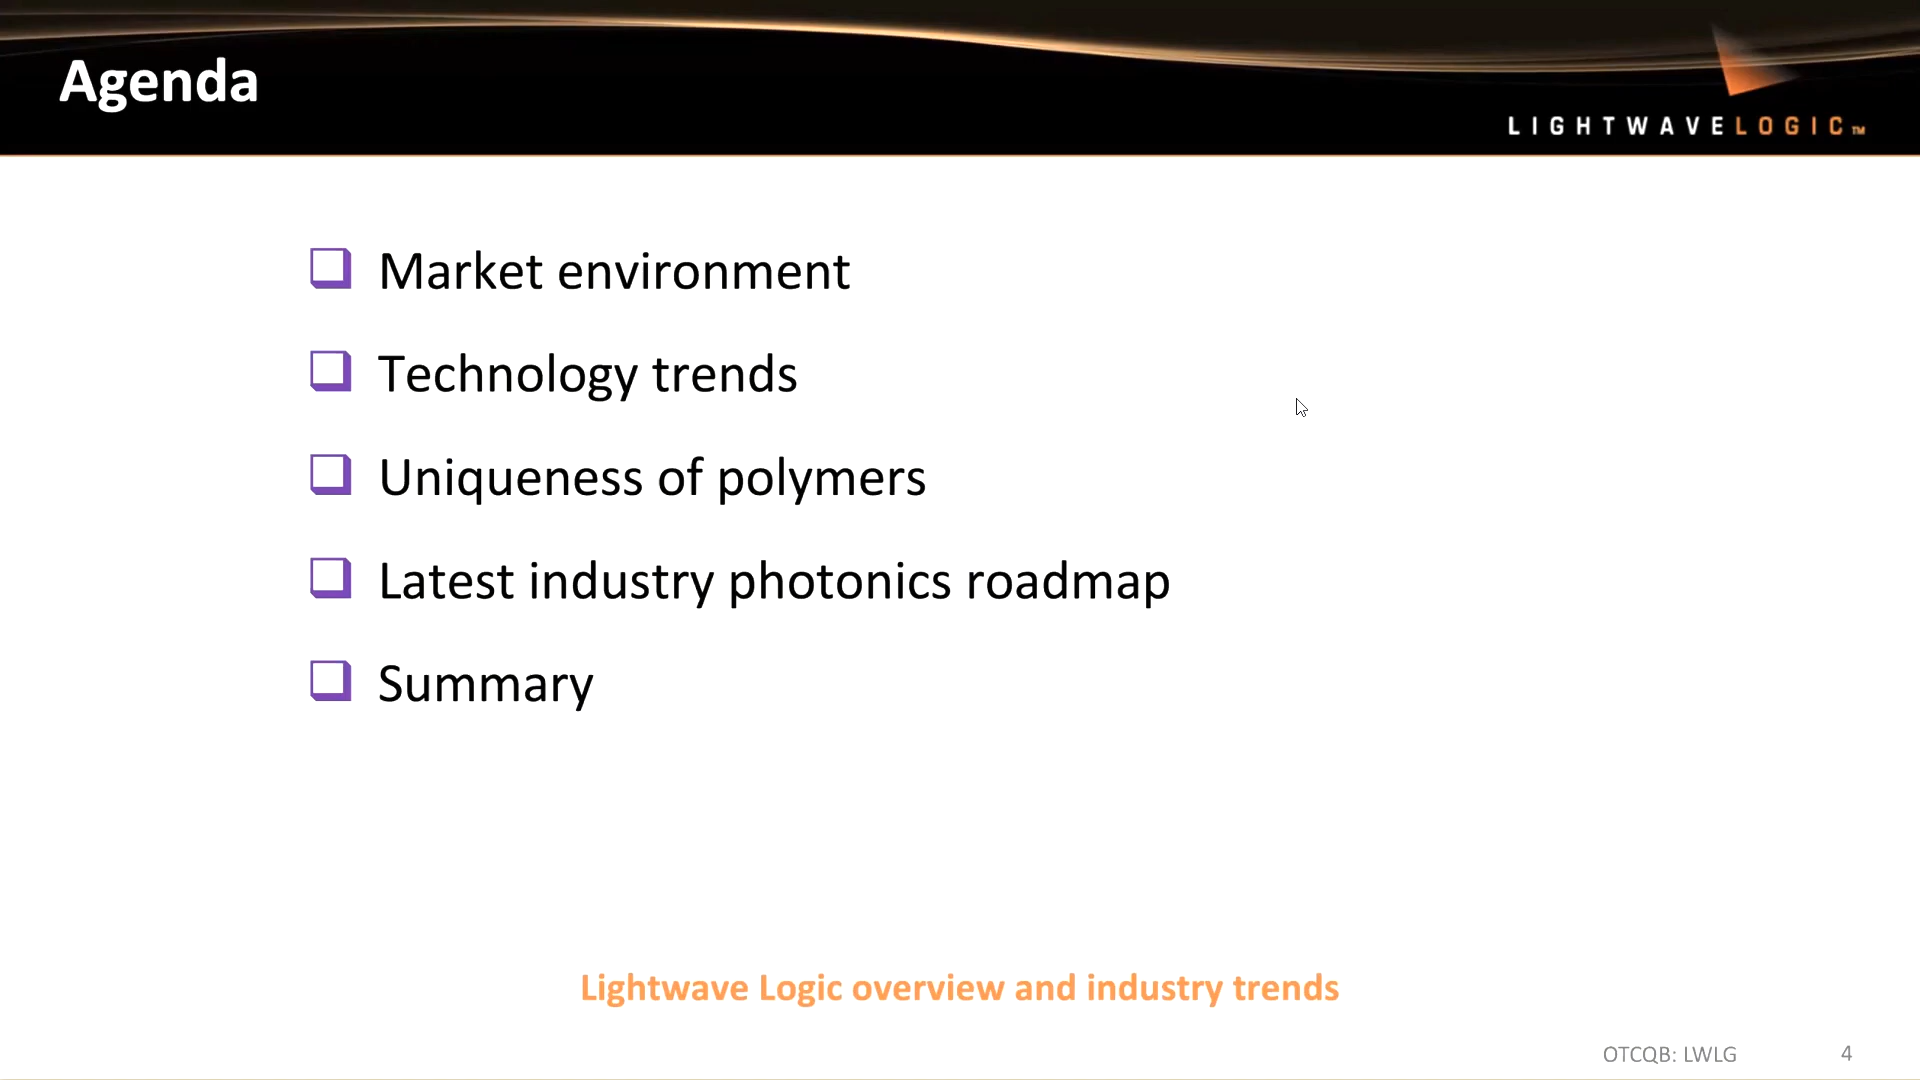 Agenda
LIGHTWAVELOGIC™
Market environment
Technology trends
Uniqueness of polymers
Latest industry photonics roadmap
Summary
Lightwave Logic overview and industry trends
OTCQB: LWLG 4